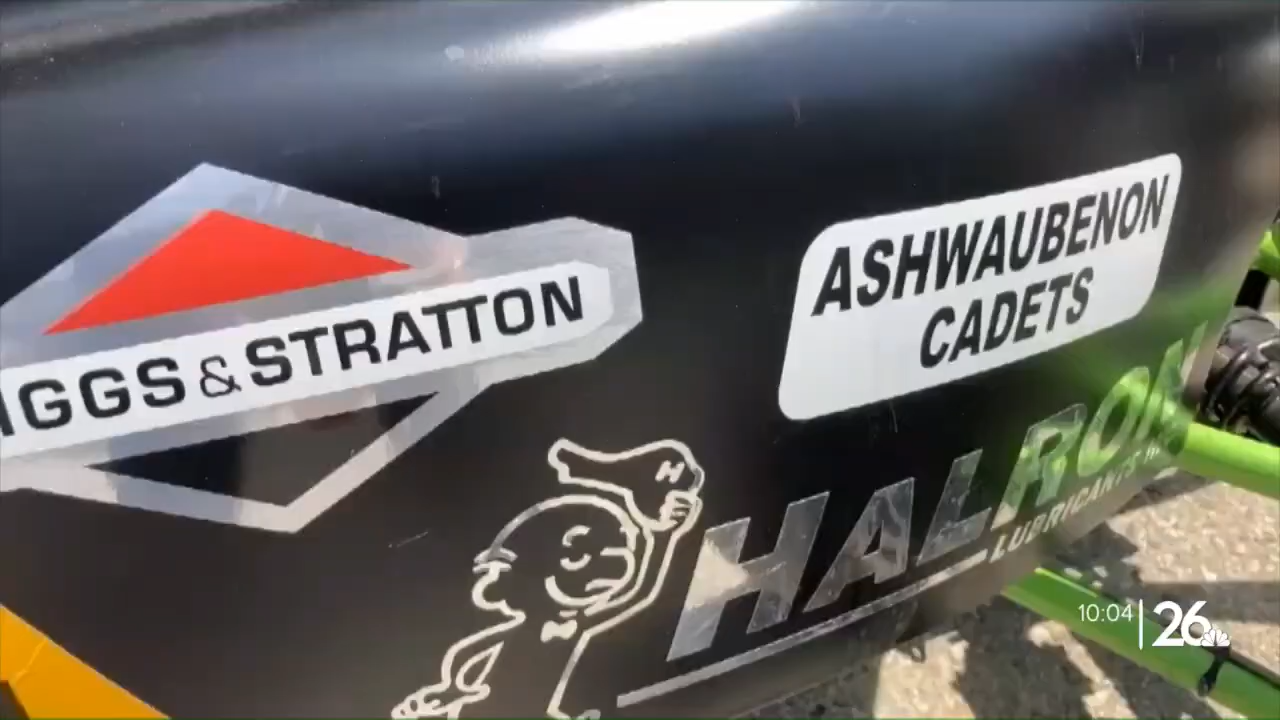 IGGS & STRATTON
ASHWAUBENON
CADETS
H
HALRON
LUBRICANTS
10:04
26